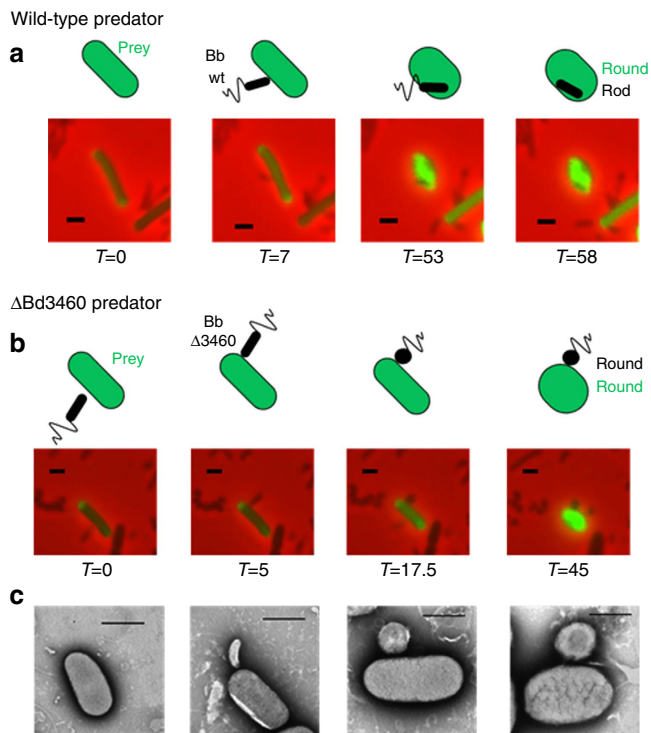 Wild-type predator
a
Prey
Bb
wt
Round
Rod
T=0
T=7
T=53
T=58
ΔBd3460 predator
b
Prey
Bb
Δ3460
Round
Round
T=0
T=5
T=17.5
T=45
c